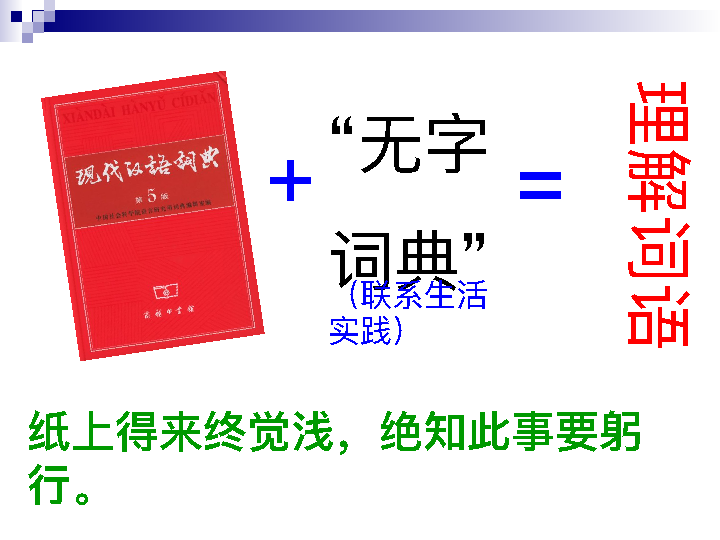 XIANDAI HANYU CIDIAN
现代汉语词典
第5版
中国社会科学院语言研究所词典编辑室编
商务印书馆
+
“无字
词典”
（联系生活
实践）
=
理解词语
纸上得来终觉浅，绝知此事要躬
行。